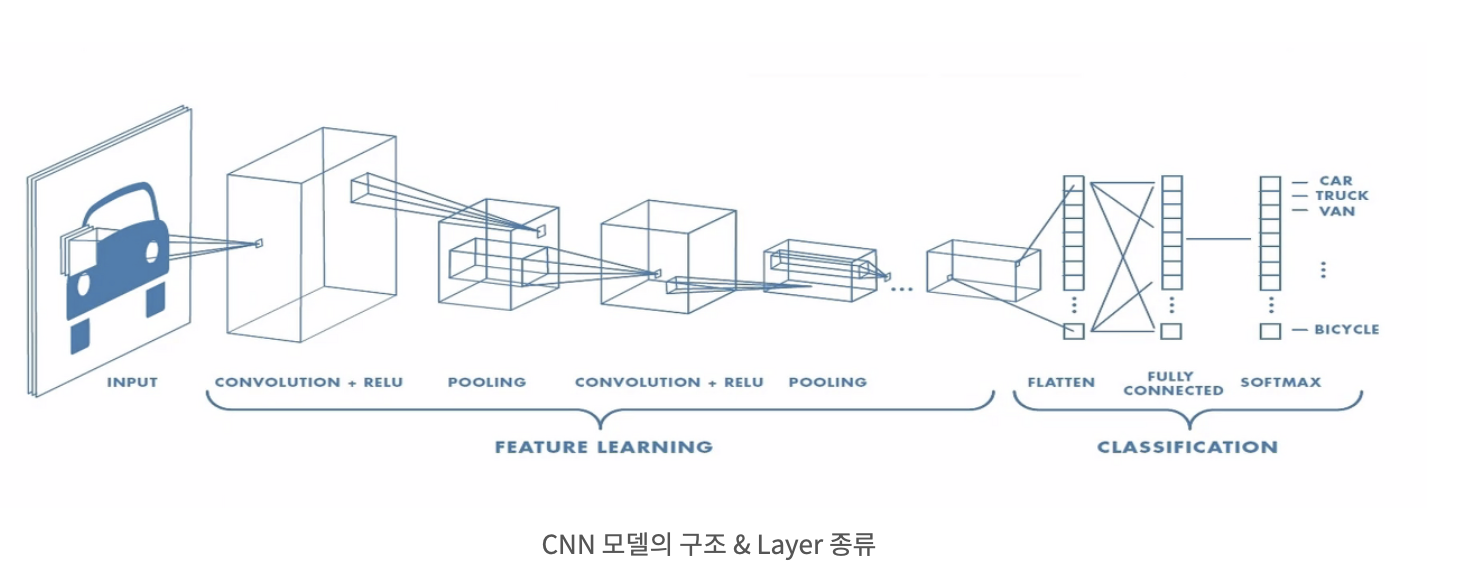 CAR
TRUCK
VAN
BICYCLE
INPUT
CONVOLUTION + RELU
POOLING
CONVOLUTION + RELU
POOLING
FLATTEN
FULLY
CONNECTED
SOFTMAX
FEATURE LEARNING
CLASSIFICATION
CNN 모델의 구조 & Layer 종류